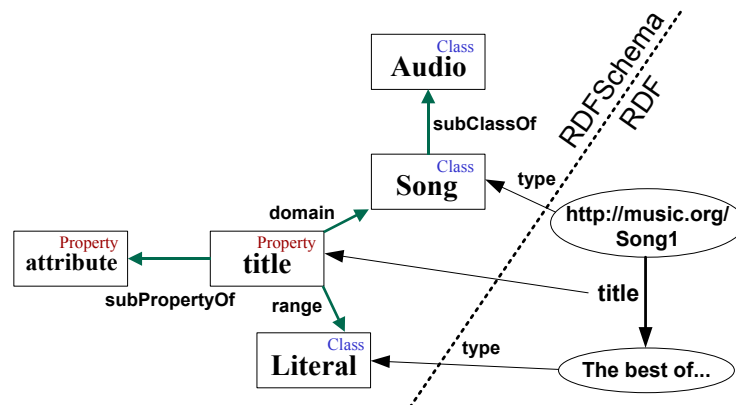 Class
Audio
RDFSchema
RDF
subClassOf
Class
Song
type
http://music.org/
Song1
domain
Property
attribute
Property
title
subPropertyOf
title
range
Class
Literal
type
The best of...